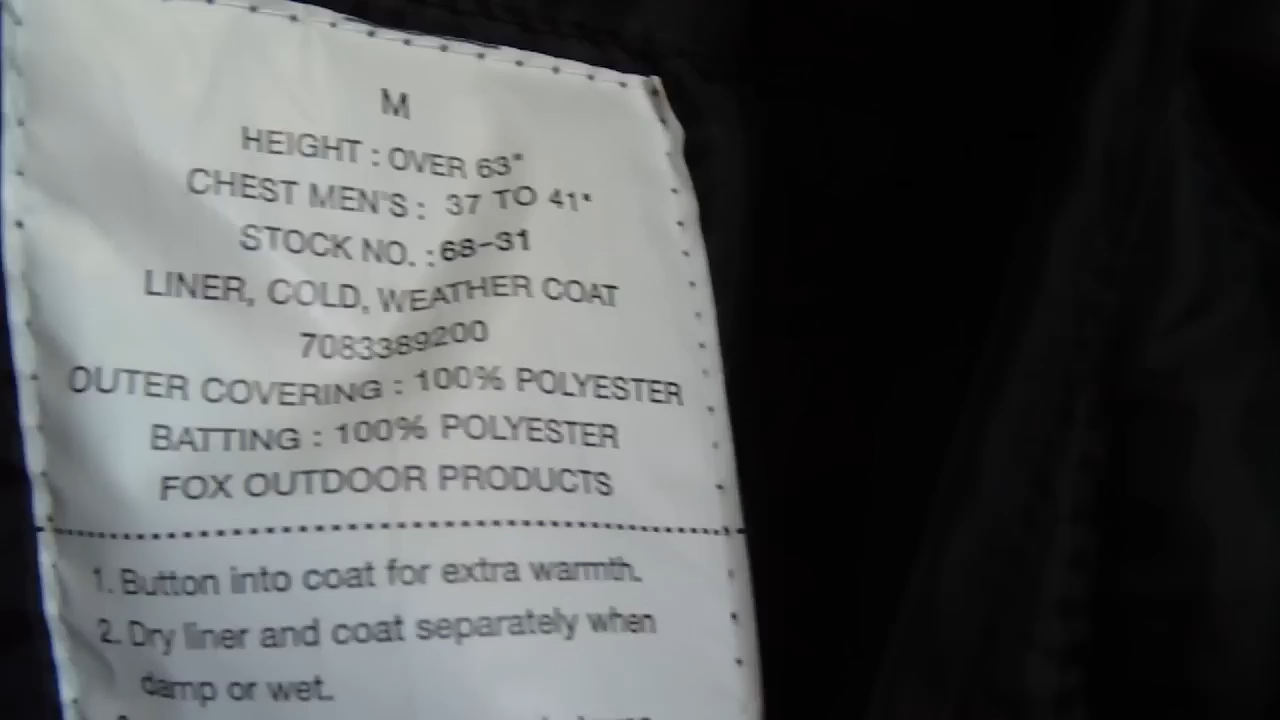 M
HEIGHT : OVER 63"
CHEST MEN'S : 37 TO 41"
STOCK NO. : 68-31
LINER, COLD, WEATHER COAT
7083389200
OUTER COVERING : 100% POLYESTER
BATTING : 100% POLYESTER
FOX OUTDOOR PRODUCTS
1. Button into coat for extra warmth.
2. Dry liner and coat separately when
damp or wet.